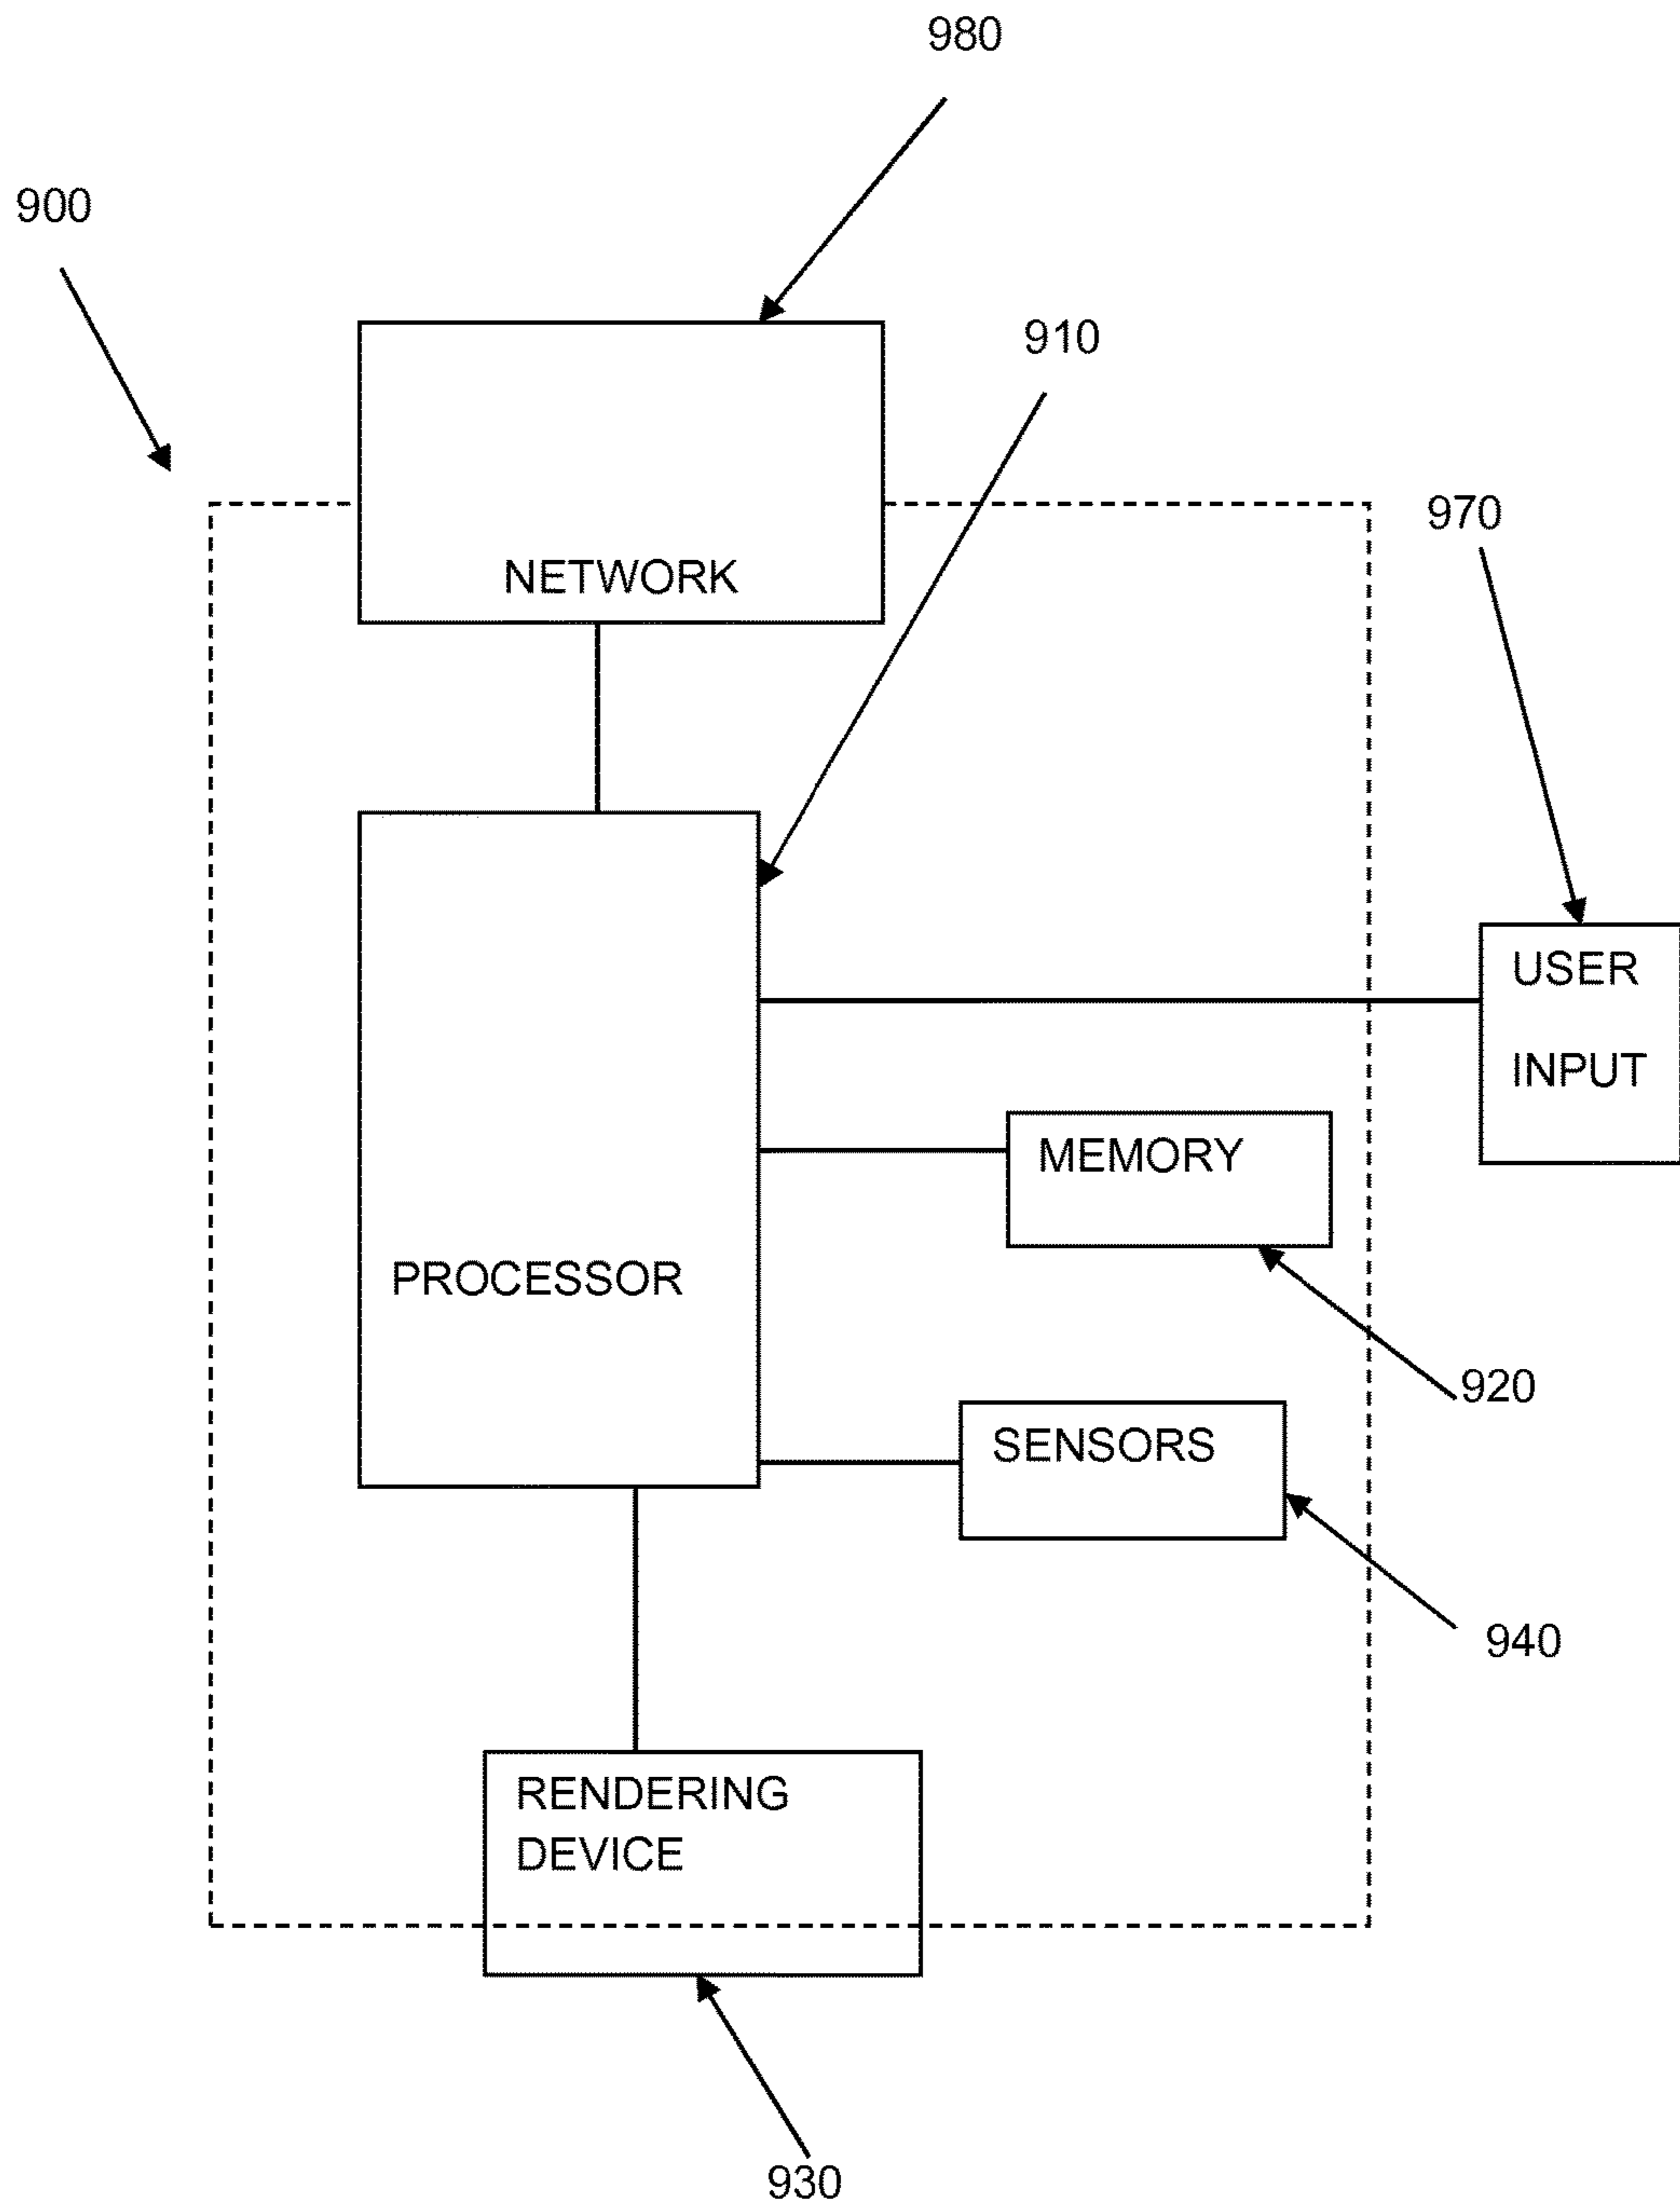 980
900
910
970
NETWORK
USER
INPUT
MEMORY
PROCESSOR
920
SENSORS
940
RENDERING
DEVICE
930